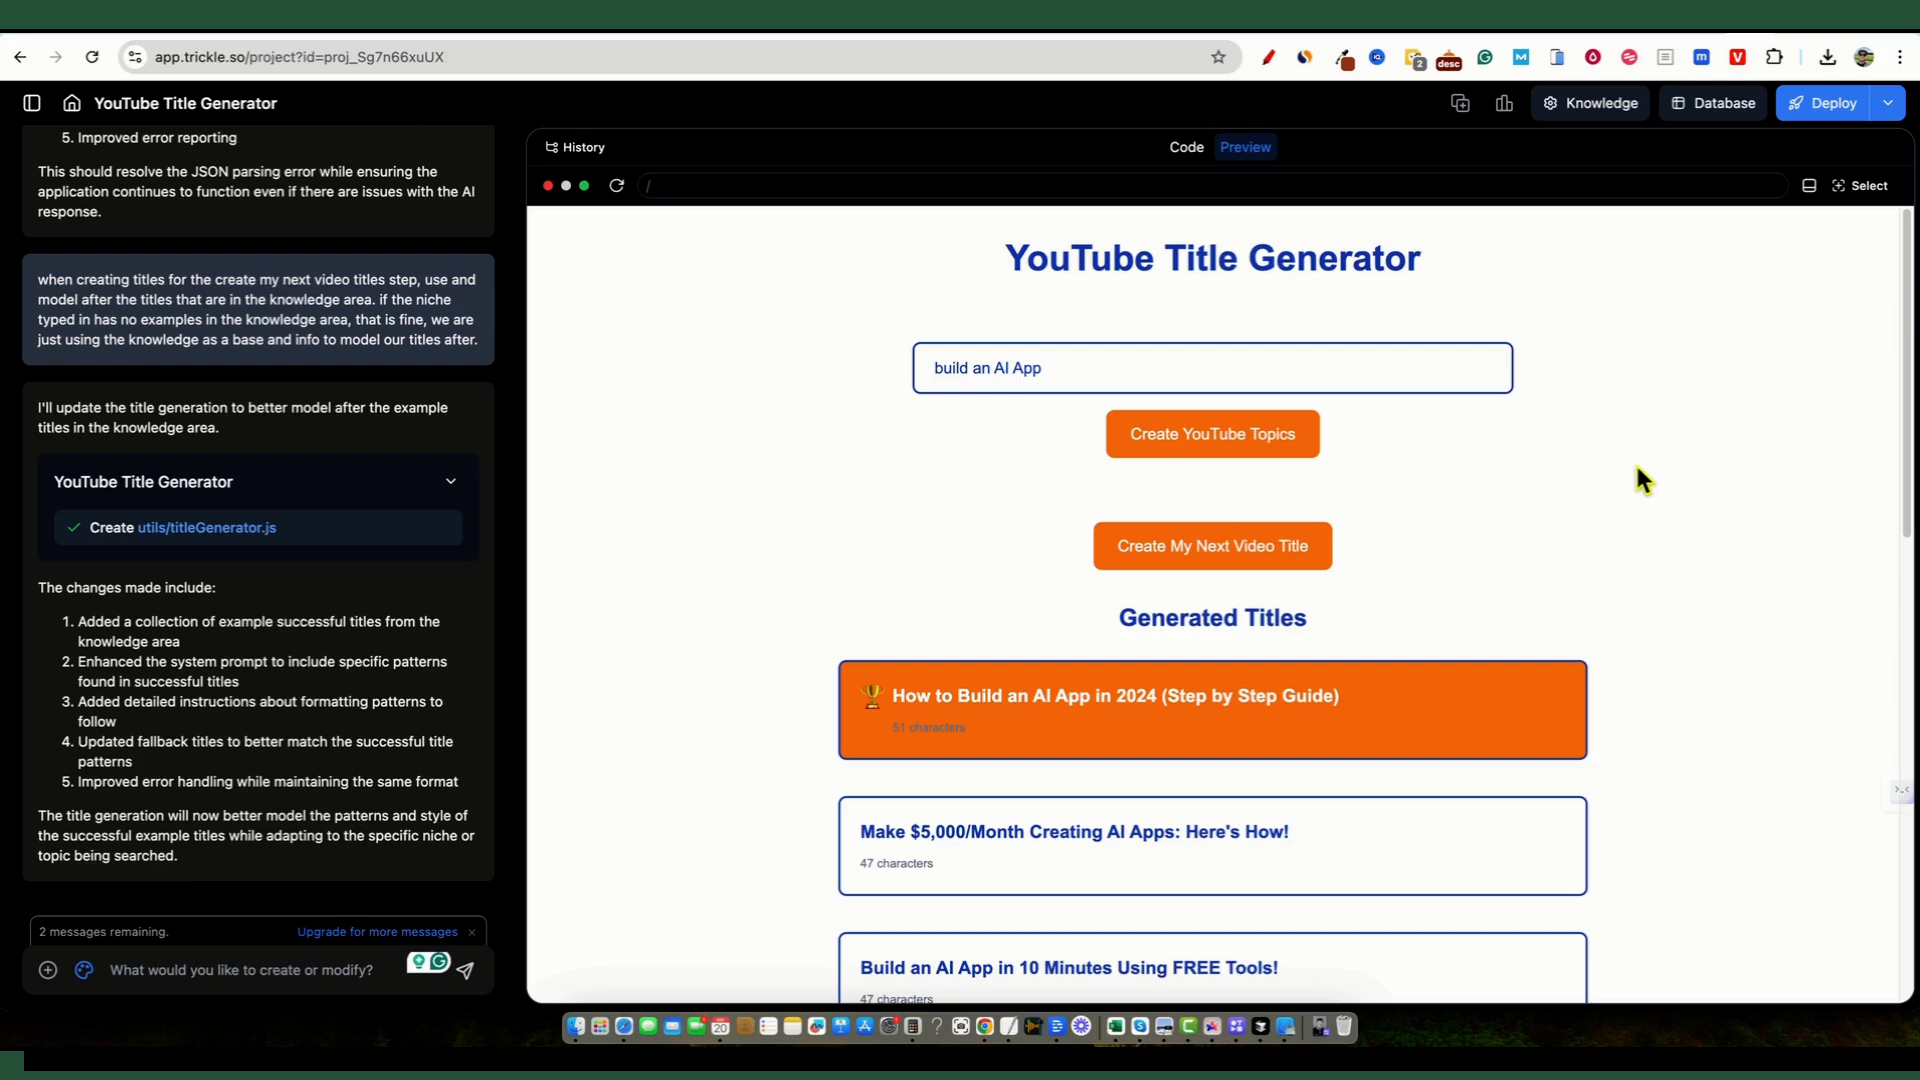 app.trickle.so/project?id=proj_Sg7n66xuUX
2
desc
YouTube Title Generator
Knowledge
Database
Deploy
5. Improved error reporting
This should resolve the JSON parsing error while ensuring the
application continues to function even if there are issues with the AI
response.
when creating titles for the create my next video titles step, use and
model after the titles that are in the knowledge area. if the niche
typed in has no examples in the knowledge area, that is fine, we are
just using the knowledge as a base and info to model our titles after.
I'll update the title generation to better model after the example
titles in the knowledge area.
YouTube Title Generator
Create utils/titleGenerator.js
The changes made include:
1. Added a collection of example successful titles from the
knowledge area
2. Enhanced the system prompt to include specific patterns
found in successful titles
3. Added detailed instructions about formatting patterns to
follow
4. Updated fallback titles to better match the successful title
patterns
5. Improved error handling while maintaining the same format
The title generation will now better model the patterns and style of
the successful example titles while adapting to the specific niche or
topic being searched.
2 messages remaining.
Upgrade for more messages
What would you like to create or modify?
History
Code
Preview
/
Select
YouTube Title Generator
build an AI App
Create YouTube Topics
Create My Next Video Title
Generated Titles
How to Build an AI App in 2024 (Step by Step Guide)
51 characters
Make $5,000/Month Creating AI Apps: Here's How!
47 characters
Build an AI App in 10 Minutes Using FREE Tools!
47 characters
20